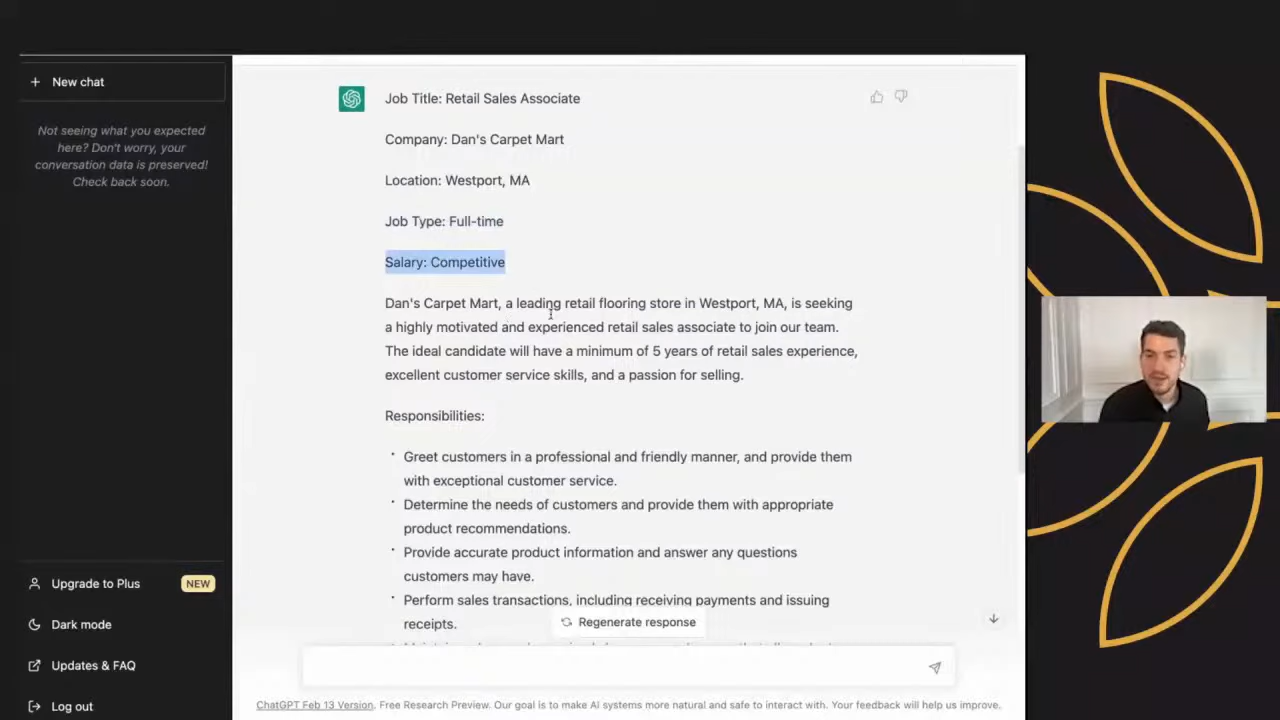 New chat
Not seeing what you expected
here? Don't worry, your
conversation data is preserved!
Check back soon.
Upgrade to Plus NEW
Dark mode
Updates & FAQ
Log out
Job Title: Retail Sales Associate
Company: Dan's Carpet Mart
Location: Westport, MA
Job Type: Full-time
Salary: Competitive
Dan's Carpet Mart, a leading retail flooring store in Westport, MA, is seeking
a highly motivated and experienced retail sales associate to join our team.
The ideal candidate will have a minimum of 5 years of retail sales experience,
excellent customer service skills, and a passion for selling.
Responsibilities:
• Greet customers in a professional and friendly manner, and provide them
with exceptional customer service.
• Determine the needs of customers and provide them with appropriate
product recommendations.
• Provide accurate product information and answer any questions
customers may have.
• Perform sales transactions, including receiving payments and issuing
receipts.
Regenerate response
ChatGPT Feb 13 Version. Free Research Preview. Our goal is to make AI systems more natural and safe to interact with. Your feedback will help us improve.